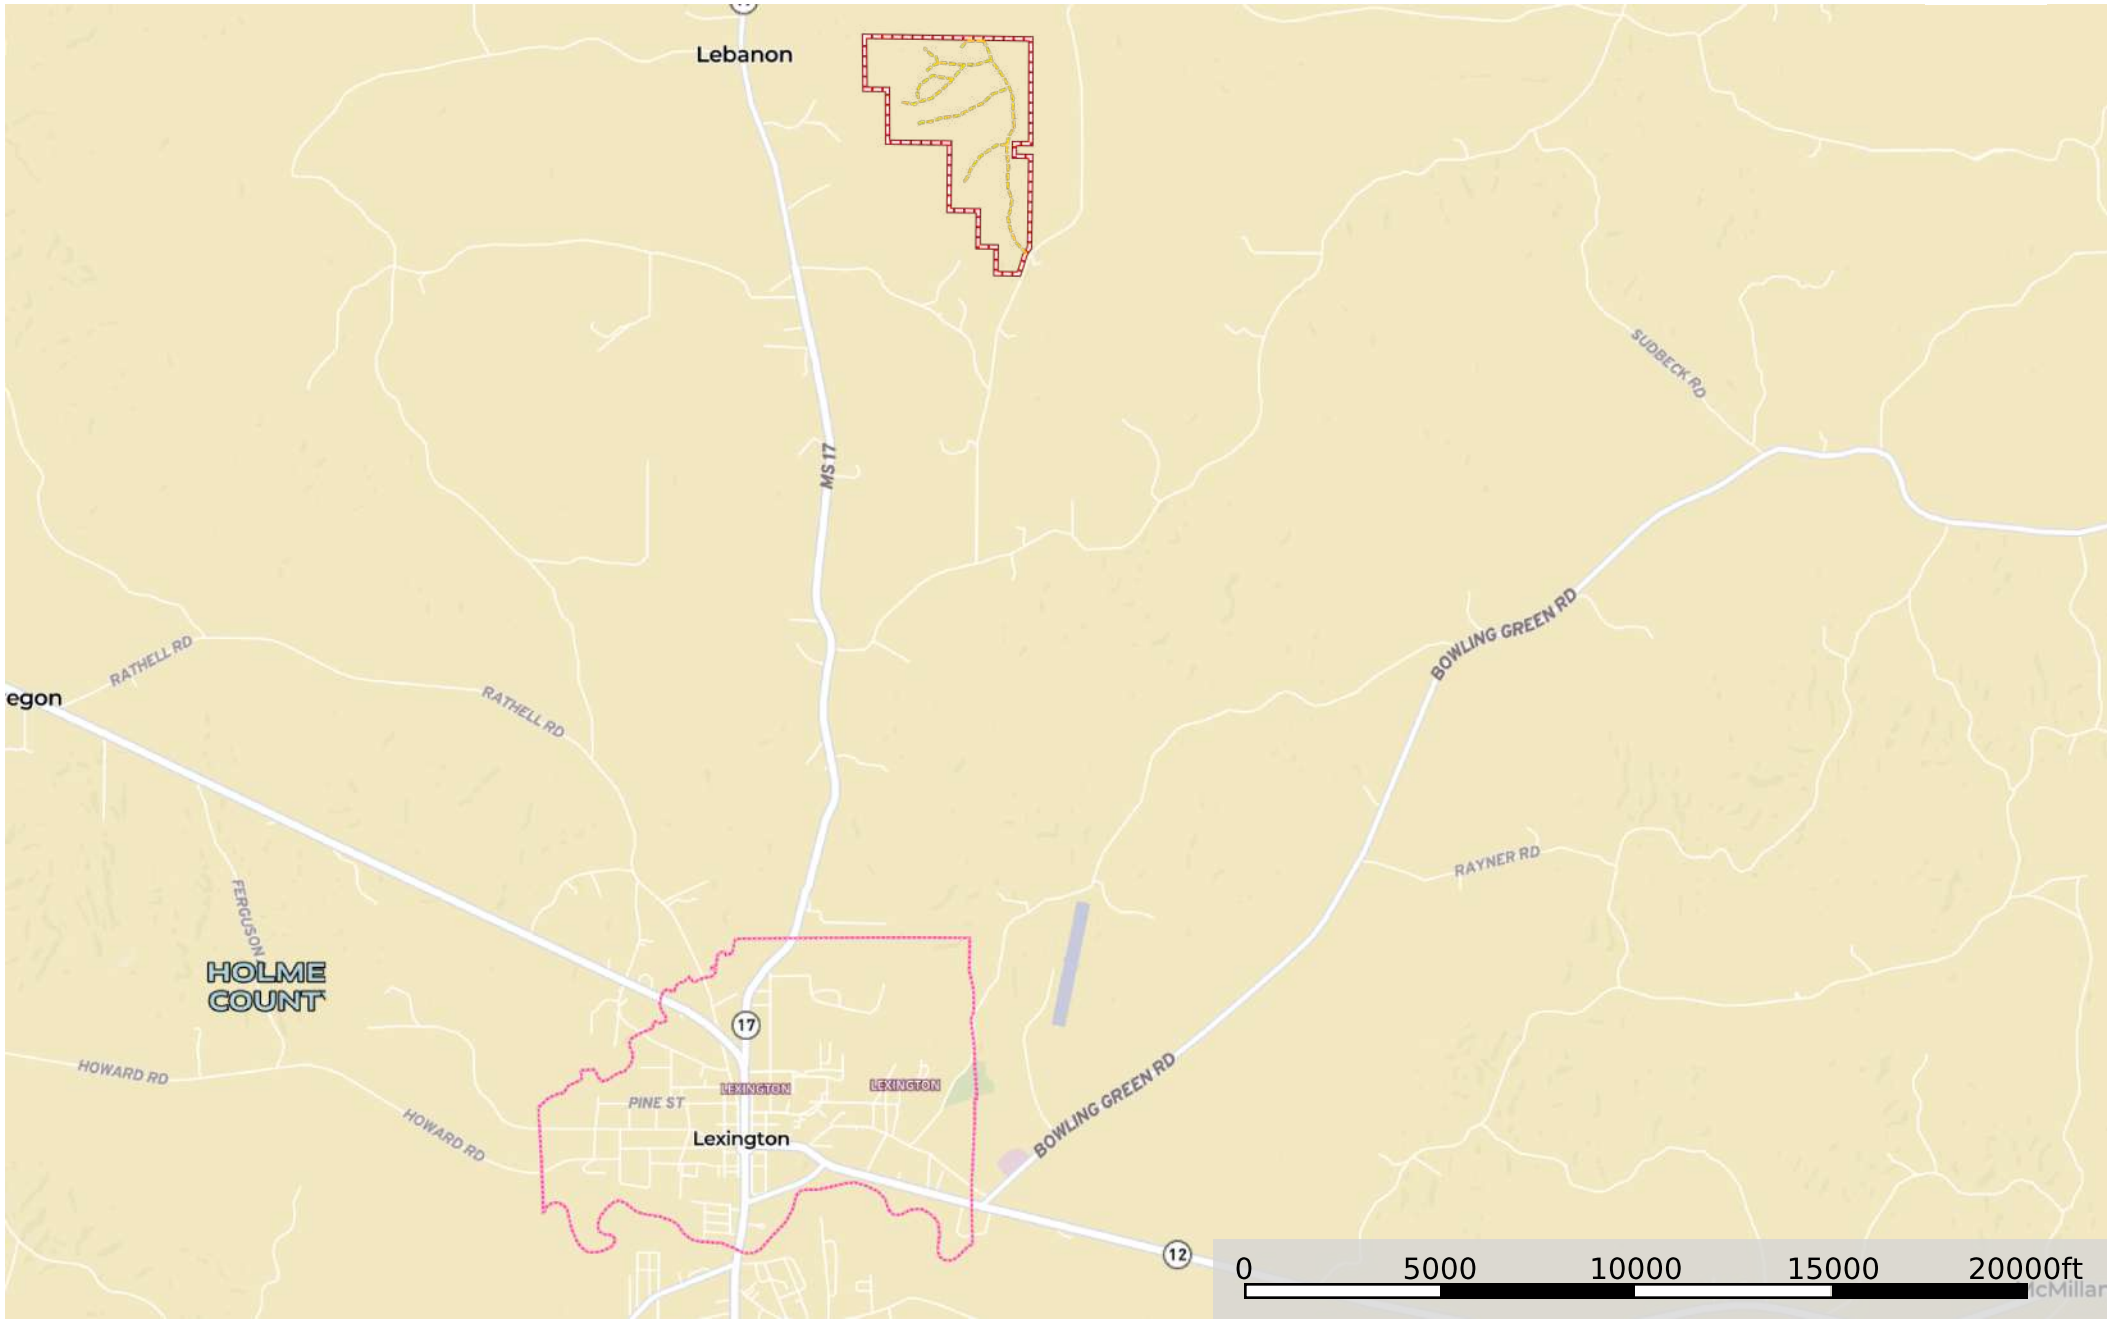 Lebanon
SUDBECK RD
MS 17
BOWLING GREEN RD
RATHELL RD
RATHELL RD
egon
RAYNER RD
FERGUSON
HOLME
COUNT
17
HOWARD RD
LEXINGTON
LEXINGTON
PINE ST
HOWARD RD
Lexington
BOWLING GREEN RD
12
0 5000 10000 15000 20000ft
cMillan